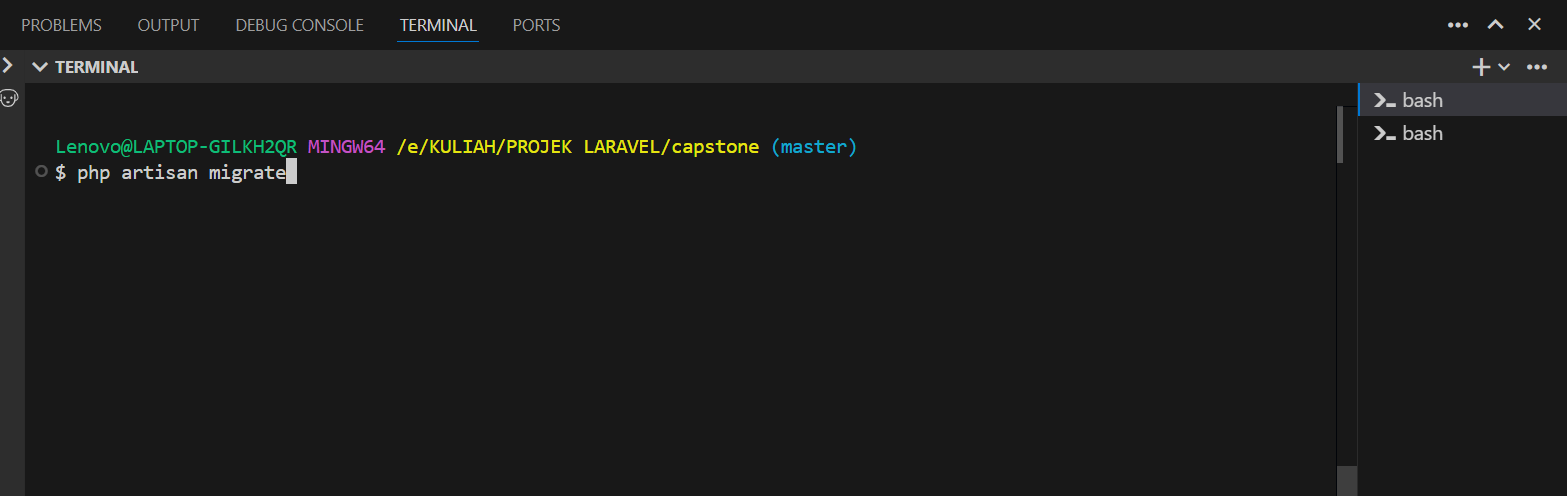 PROBLEMS OUTPUT DEBUG CONSOLE TERMINAL PORTS
TERMINAL
Lenovo@LAPTOP-GILKH2QR MINGW64 /e/KULIAH/PROJEK LARAVEL/capstone (master)
$ php artisan migrate
bash
bash